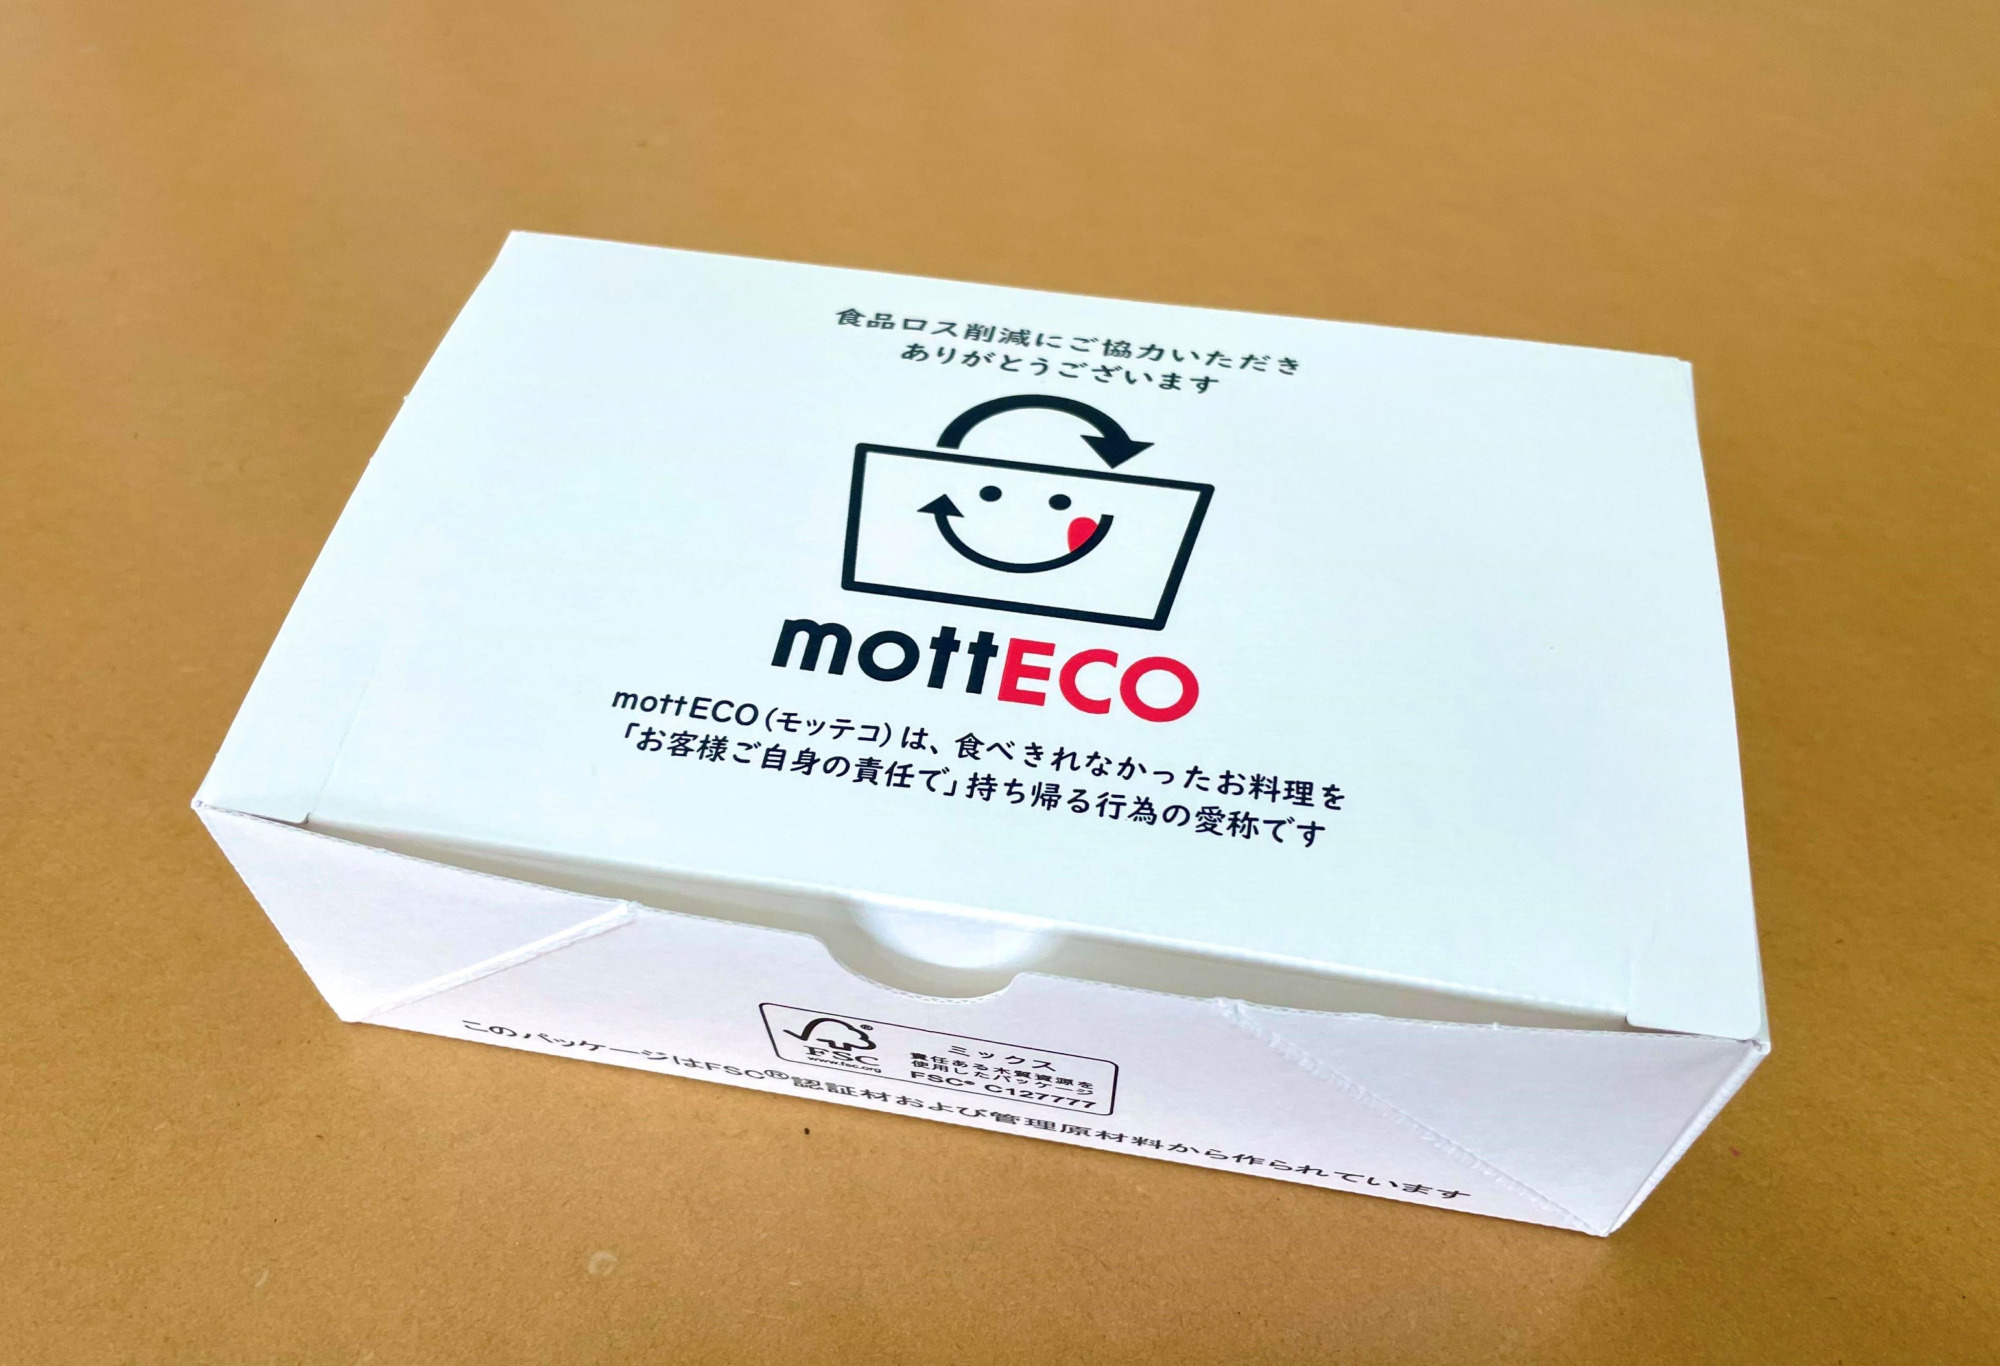 食品ロス削減にご協力いただき
ありがとうございます
mottECO
mottECO(モッテコ)は、食べきれなかったお料理を
「お客様ご自身の責任で」持ち帰る行為の愛称です
FSC®
www.fsc.org
ミックス
責任ある木質資源を
使用したパッケージ
FSC® C127777
このパッケージはFSC®認証材および管理原材料から作られています